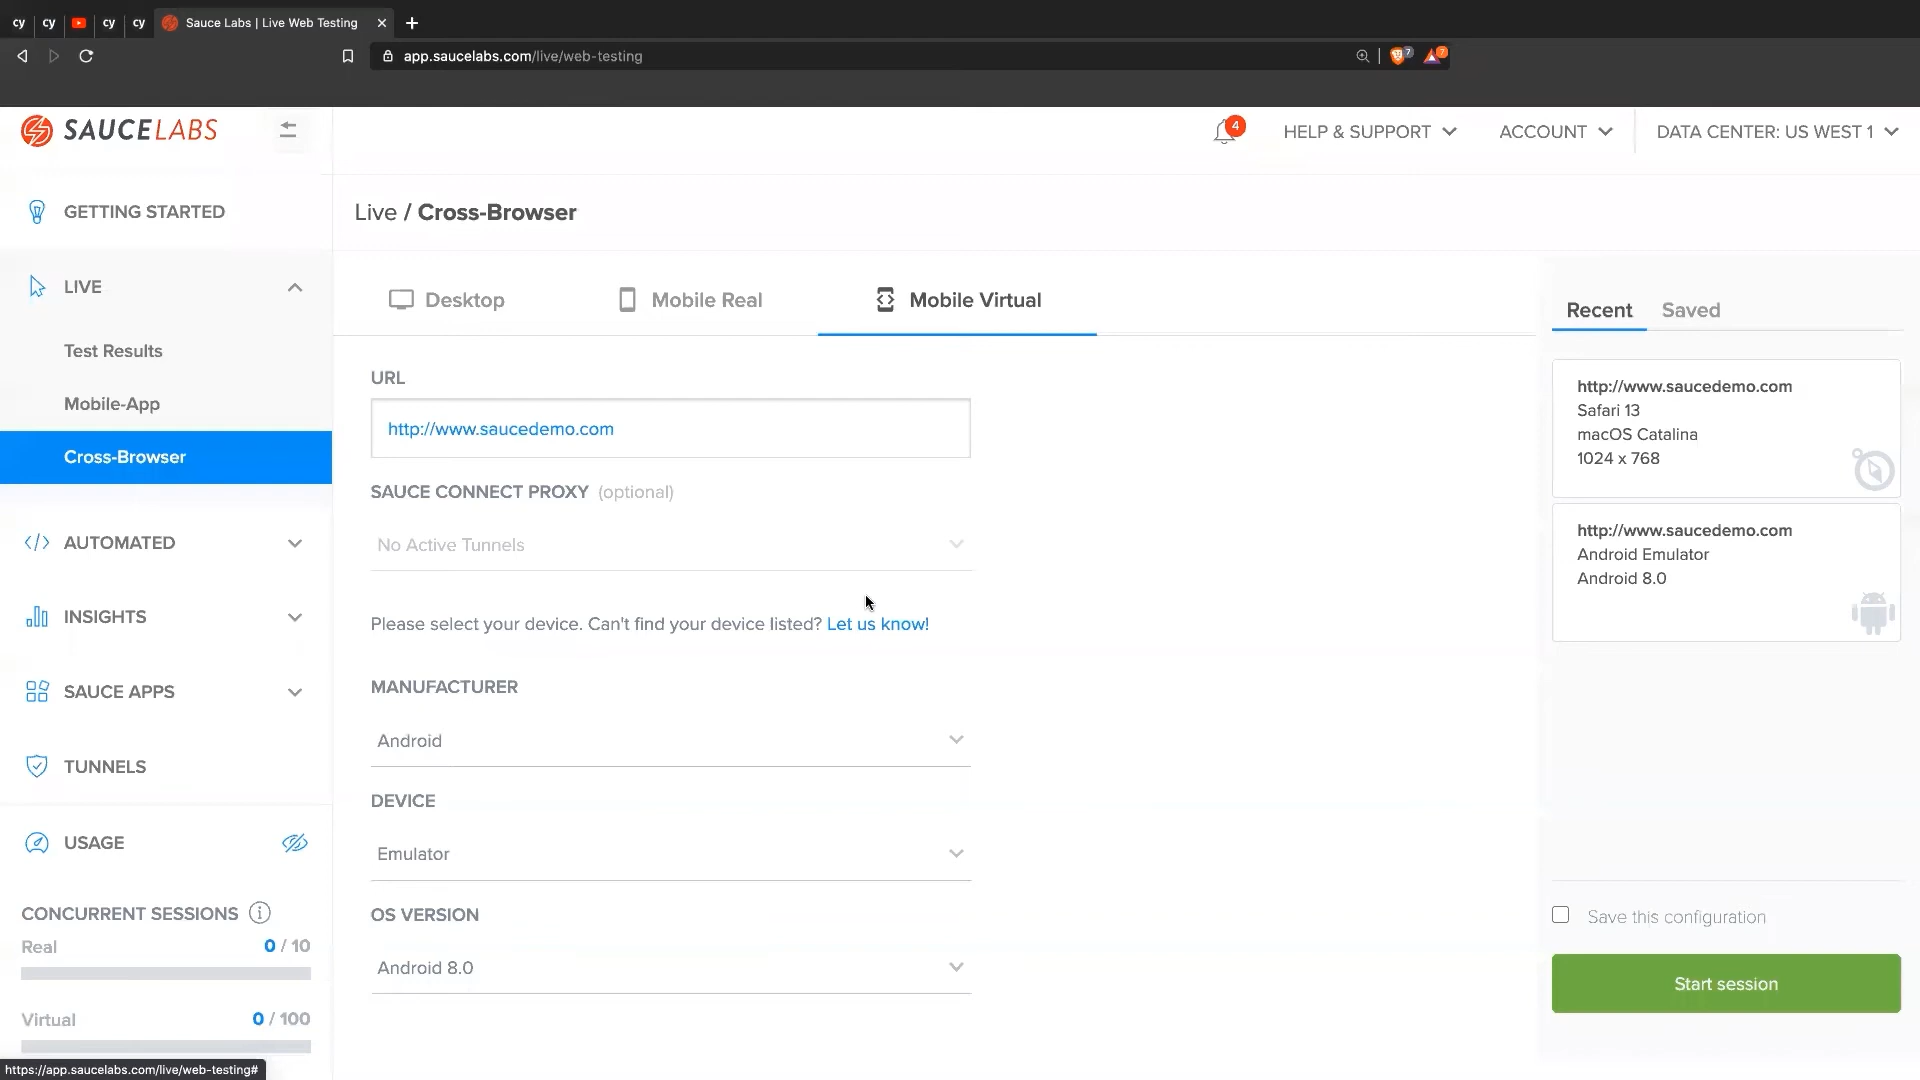 cy cy cy cy Sauce Labs | Live Web Testing
app.saucelabs.com/live/web-testing 7 7
SAUCELABS
4 HELP & SUPPORT ACCOUNT DATA CENTER: US WEST 1
GETTING STARTED
LIVE
Test Results
Mobile-App
Cross-Browser
AUTOMATED
INSIGHTS
SAUCE APPS
TUNNELS
USAGE
CONCURRENT SESSIONS
Real 0 / 10
Virtual 0 / 100
https://app.saucelabs.com/live/web-testing#
Live / Cross-Browser
Desktop Mobile Real Mobile Virtual
URL
http://www.saucedemo.com
SAUCE CONNECT PROXY (optional)
No Active Tunnels
Please select your device. Can't find your device listed? Let us know!
MANUFACTURER
Android
DEVICE
Emulator
OS VERSION
Android 8.0
Recent Saved
http://www.saucedemo.com
Safari 13
macOS Catalina
1024 x 768
http://www.saucedemo.com
Android Emulator
Android 8.0
Save this configuration
Start session